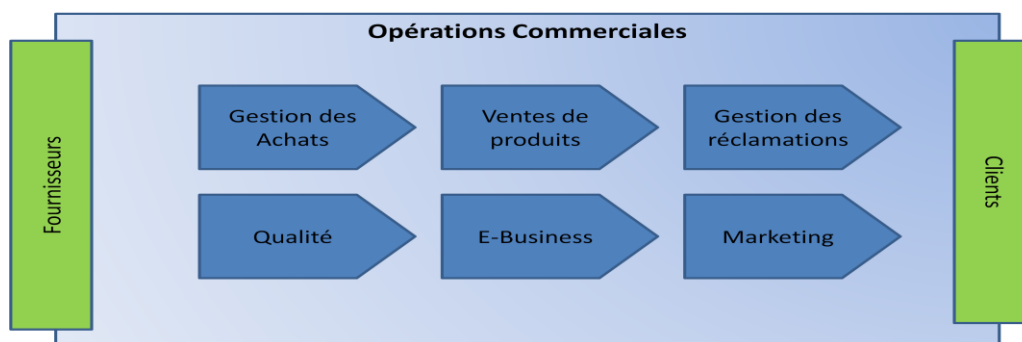 Opérations Commerciales
Fournisseurs
Gestion des
Achats
Ventes de
produits
Gestion des
réclamations
Qualité
E-Business
Marketing
Clients